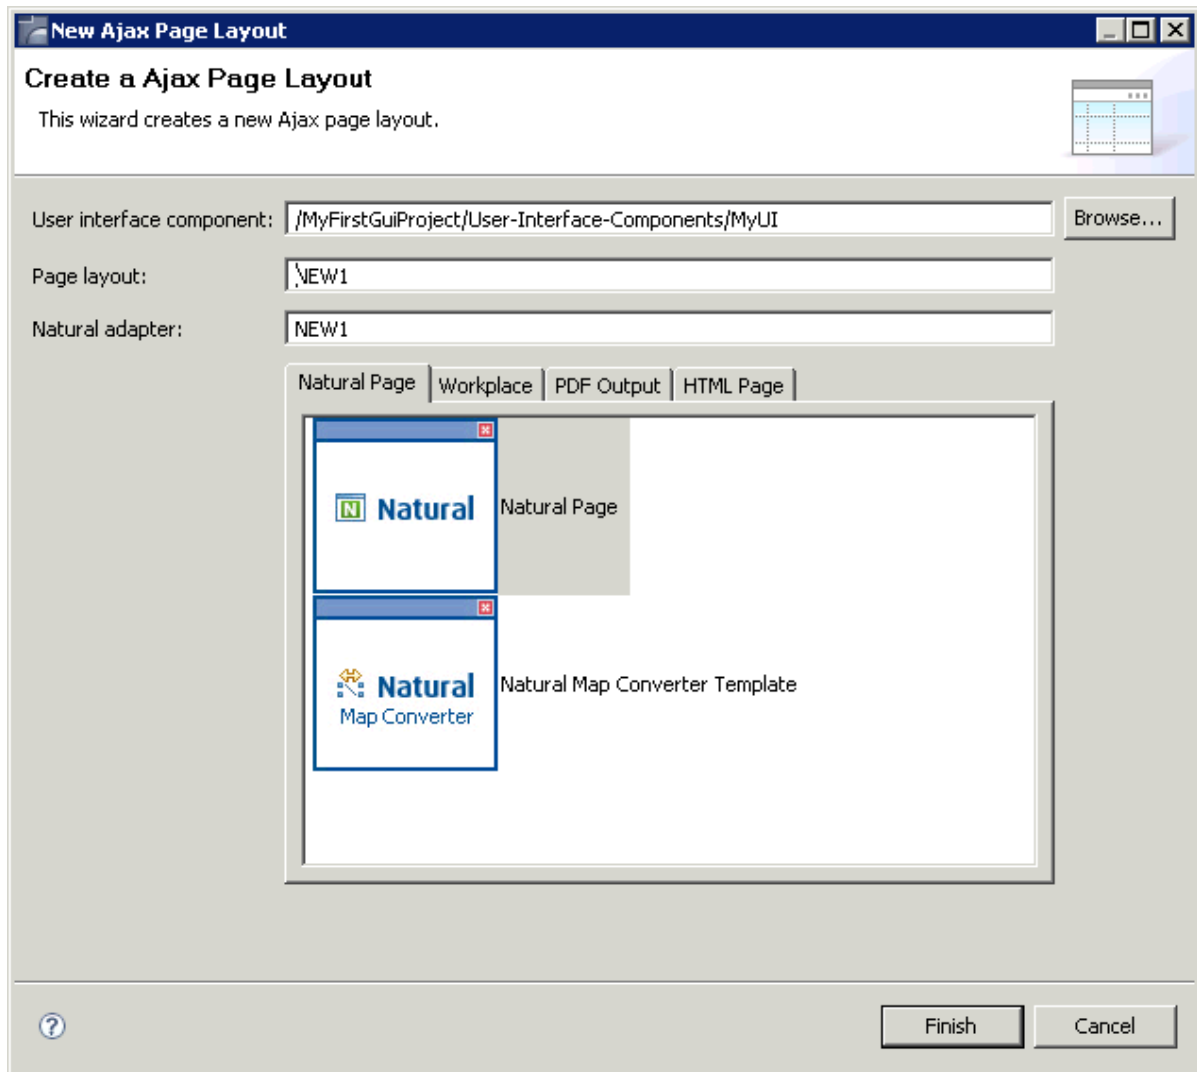 New Ajax Page Layout
Create a Ajax Page Layout
This wizard creates a new Ajax page layout.
User interface component: /MyFirstGuiProject/User-Interface-Components/MyUI Browse...
Page layout: NEW1
Natural adapter: NEW1
Natural Page Workplace PDF Output HTML Page
N Natural Natural Page
Natural Natural Map Converter Template
Map Converter
? Finish Cancel